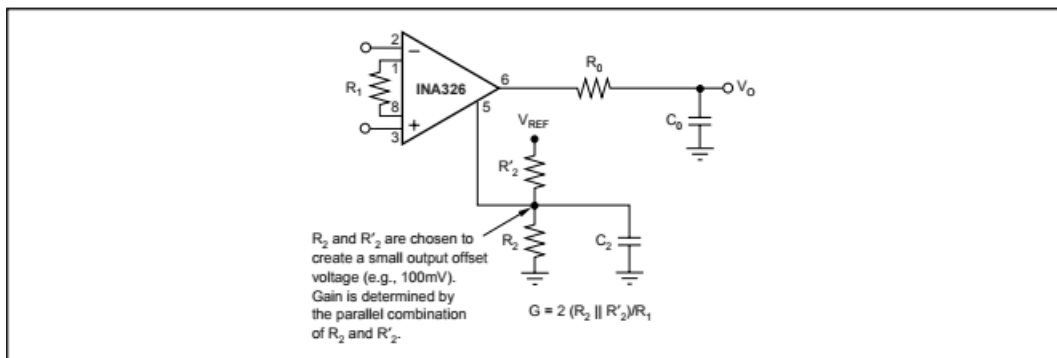 2
−
1
R1
INA326
6
R0
VO
8
5
+
3
VREF
C0
R′2
R2 and R′2 are chosen to
create a small output offset
voltage (e.g., 100mV).
Gain is determined by
the parallel combination
of R2 and R′2.
R2
C2
G = 2 (R2 || R′2)/R1